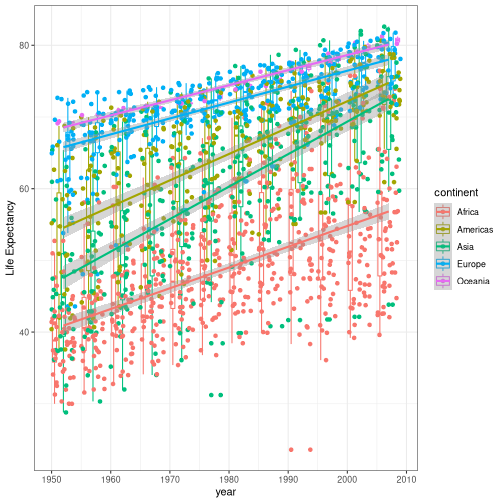 80
60
40
Life Expectancy
1950
1960
1970
1980
1990
2000
2010
year
continent
Africa
Americas
Asia
Europe
Oceania